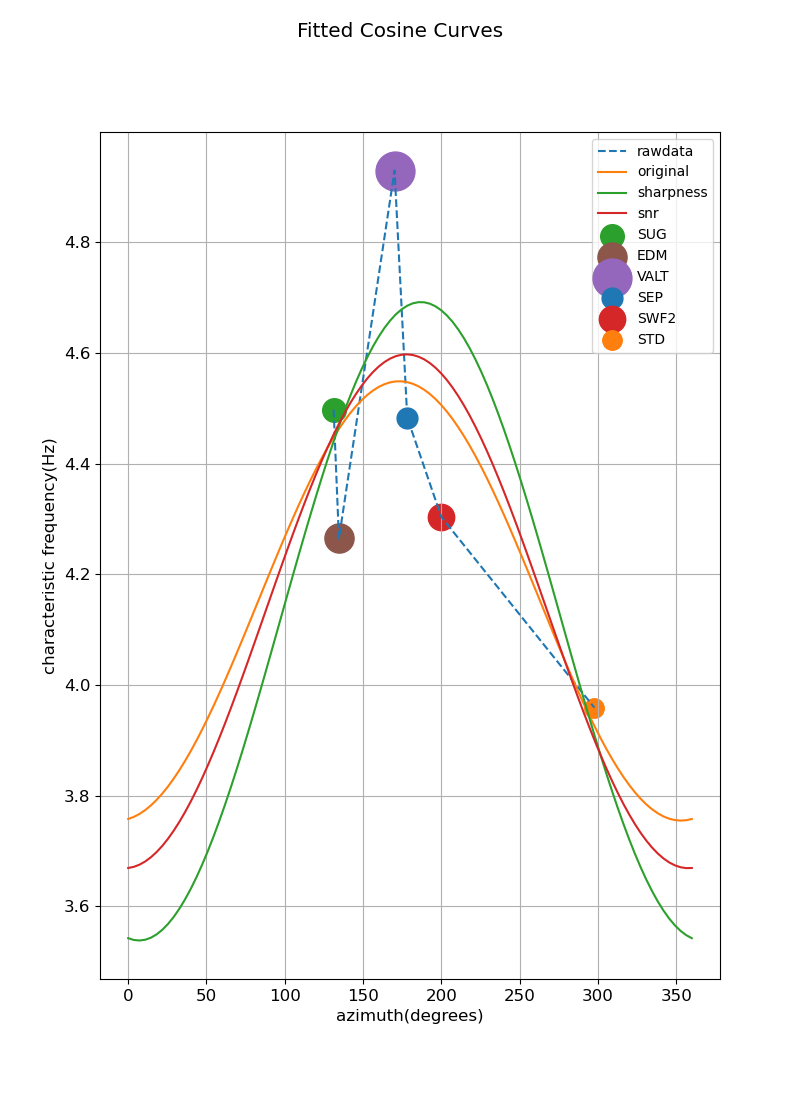 Fitted Cosine Curves
rawdata
original
sharpness
snr
SUG
EDM
VALT
SEP
SWF2
STD
characteristic frequency(Hz)
4.8
4.6
4.4
4.2
4.0
3.8
3.6
0 50 100 150 200 250 300 350
azimuth(degrees)